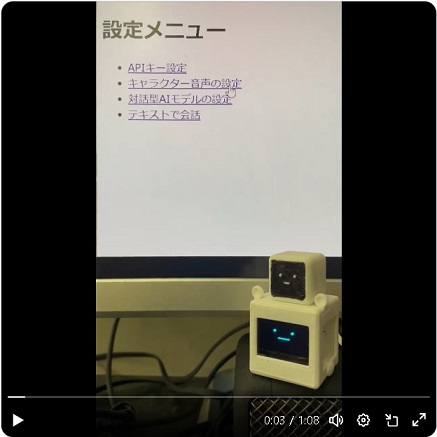 設定メニュー
APIキー設定
キャラクター音声の設定
対話型AIモデルの設定
テキストで会話
0:03 / 1:08